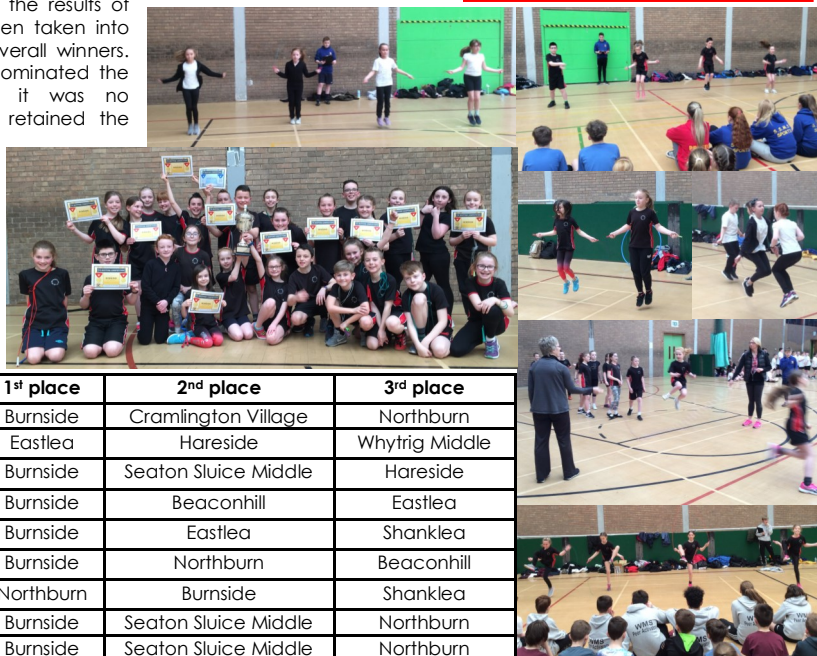 the results of
en taken into
verall winners.
ominated the
it was no
retained the
1st place 2nd place 3rd place
Burnside Cramlington Village Northburn
Eastlea Hareside Whytrig Middle
Burnside Seaton Sluice Middle Hareside
Burnside Beaconhill Eastlea
Burnside Eastlea Shanklea
Burnside Northburn Beaconhill
Northburn Burnside Shanklea
Burnside Seaton Sluice Middle Northburn
Burnside Seaton Sluice Middle Northburn
WMS
WMS